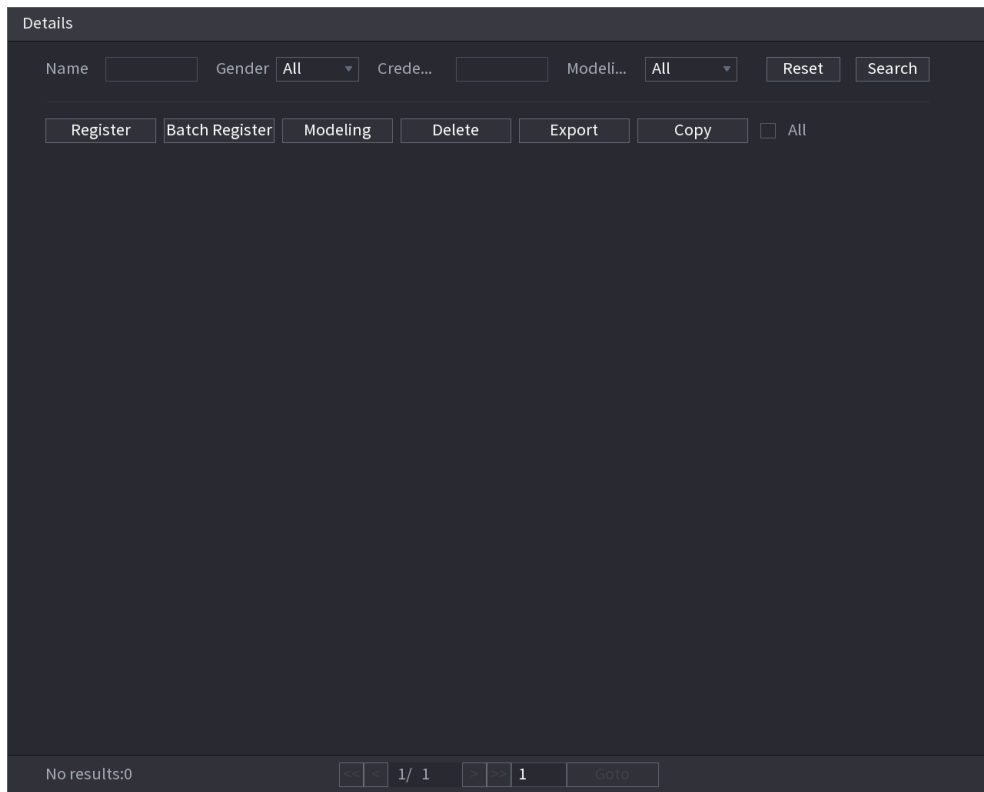 Details
Name Gender All Crede... Modeli... All Reset Search
Register Batch Register Modeling Delete Export Copy All
No results:0 << < 1/ 1 > >> 1 Goto